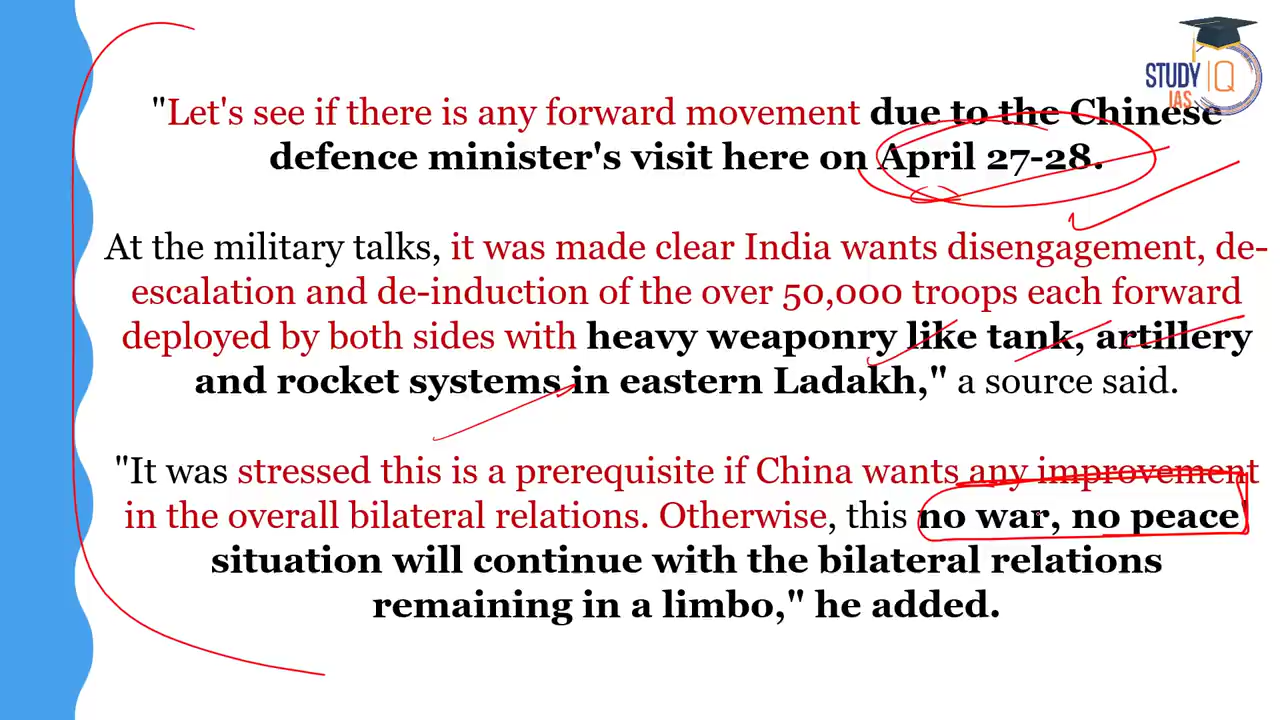 STUDY IQ
IAS
"Let's see if there is any forward movement due to the Chinese
defence minister's visit here on April 27-28.
At the military talks, it was made clear India wants disengagement, de-
escalation and de-induction of the over 50,000 troops each forward
deployed by both sides with heavy weaponry like tank, artillery
and rocket systems in eastern Ladakh," a source said.
"It was stressed this is a prerequisite if China wants any improvement
in the overall bilateral relations. Otherwise, this no war, no peace
situation will continue with the bilateral relations
remaining in a limbo," he added.